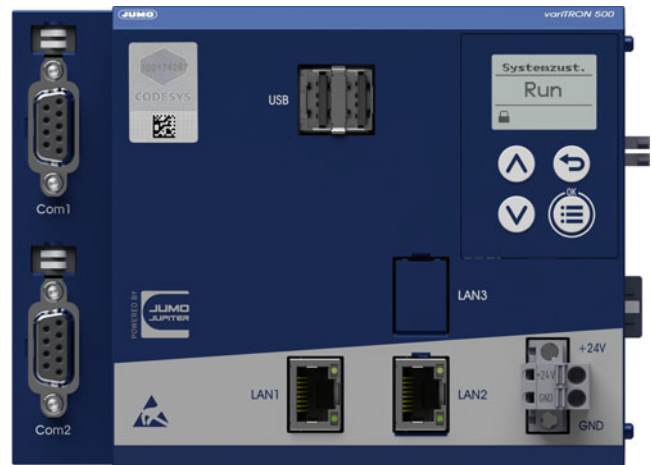 JUMO
variTRON 500
CODESYS
USB
Systemzust.
Run
OK
Com1
LAN3
POWERED BY
JUMO
JUPITER
+24V
LAN1
LAN2
+24V
GND
GND
Com2